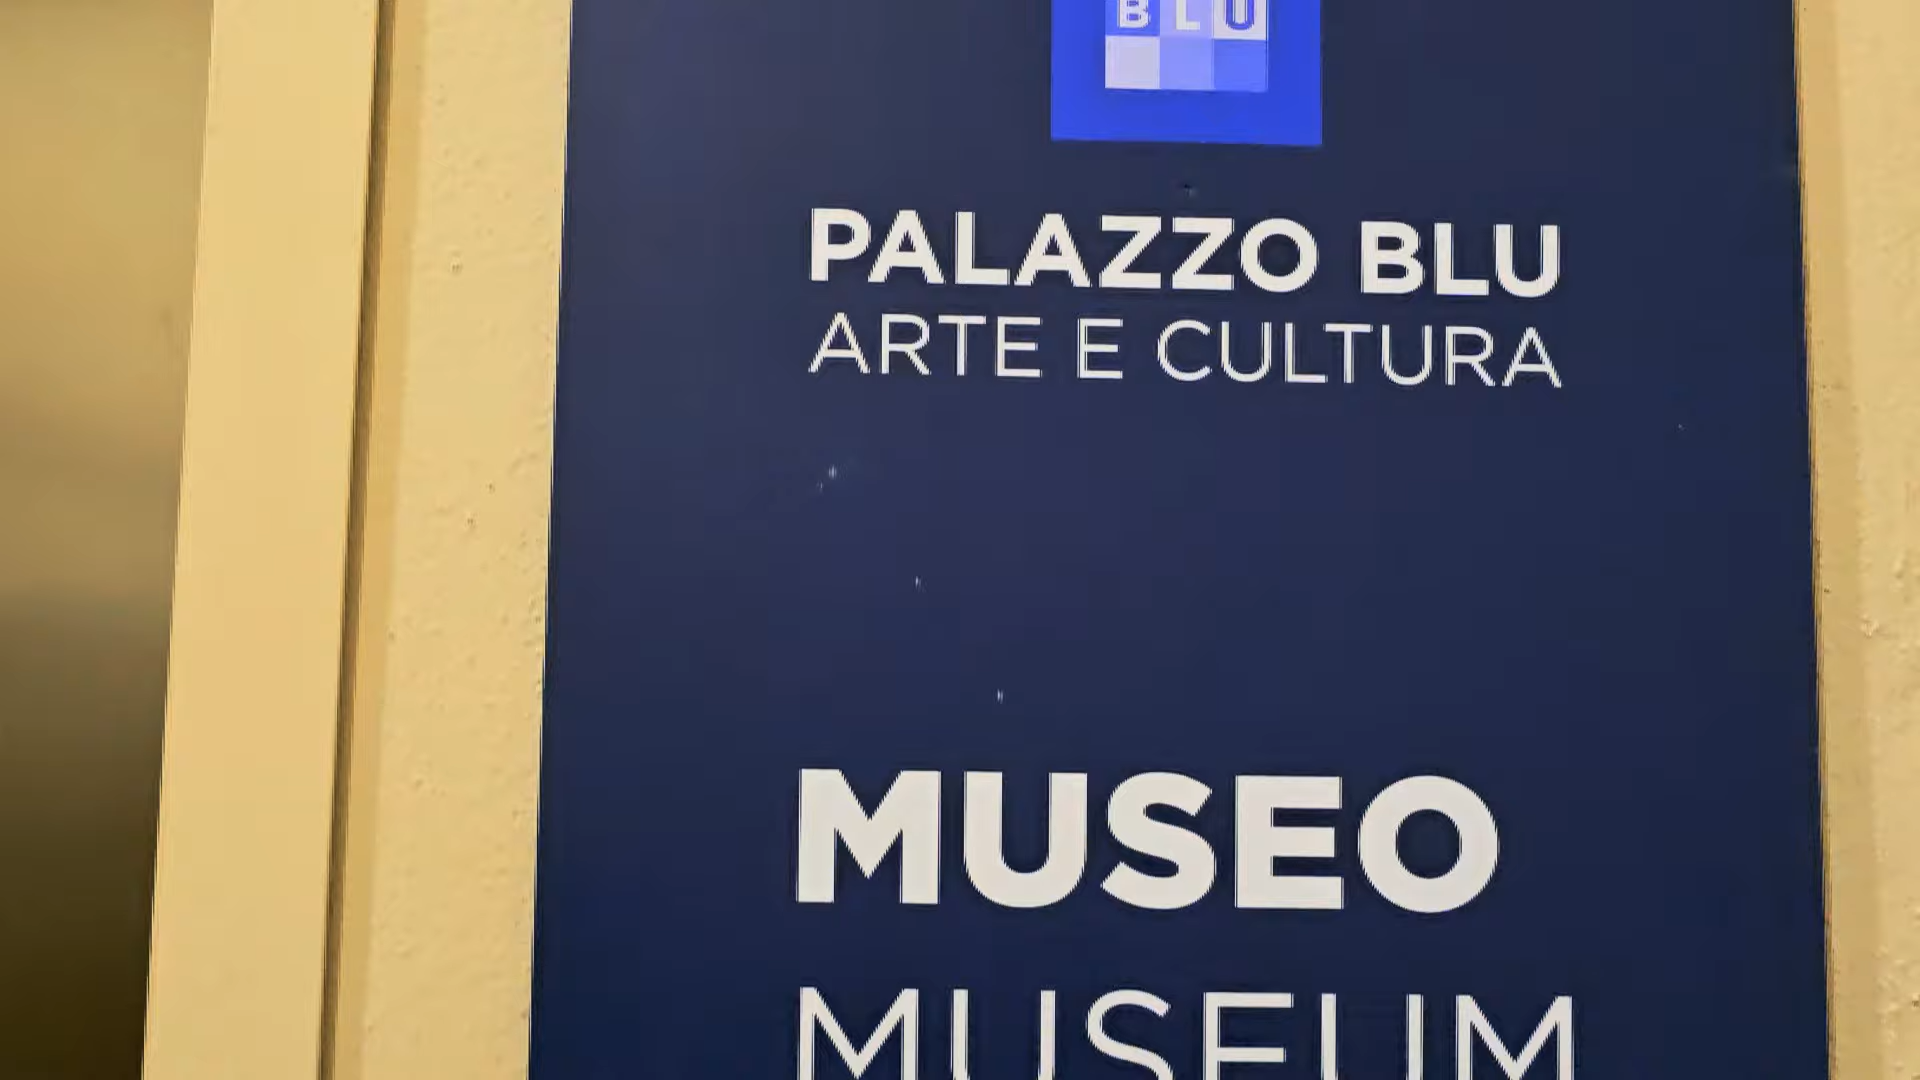 BLU
PALAZZO BLU
ARTE E CULTURA
MUSEO
MUSEUM